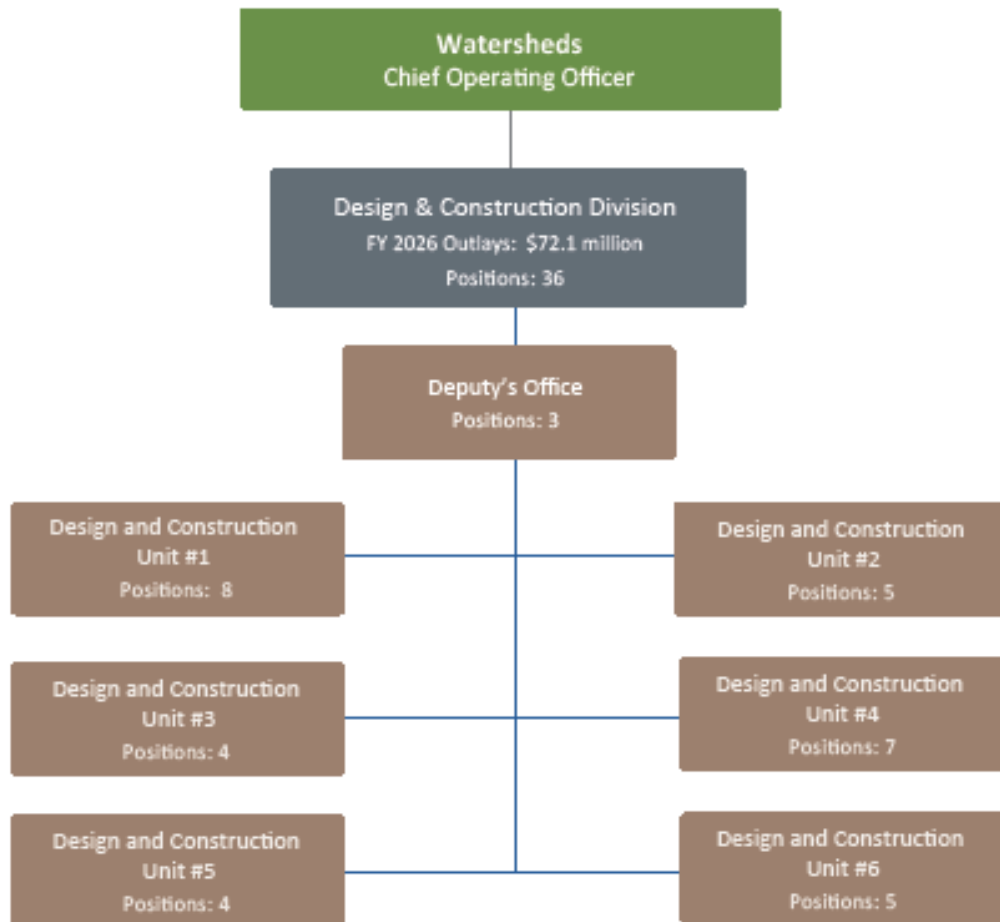 Watersheds
Chief Operating Officer
Design & Construction Division
FY 2026 Outlays: $72.1 million
Positions: 36
Deputy's Office
Positions: 3
Design and Construction
Unit #1
Positions: 8
Design and Construction
Unit #2
Positions: 5
Design and Construction
Unit #3
Positions: 4
Design and Construction
Unit #4
Positions: 7
Design and Construction
Unit #5
Positions: 4
Design and Construction
Unit #6
Positions: 5